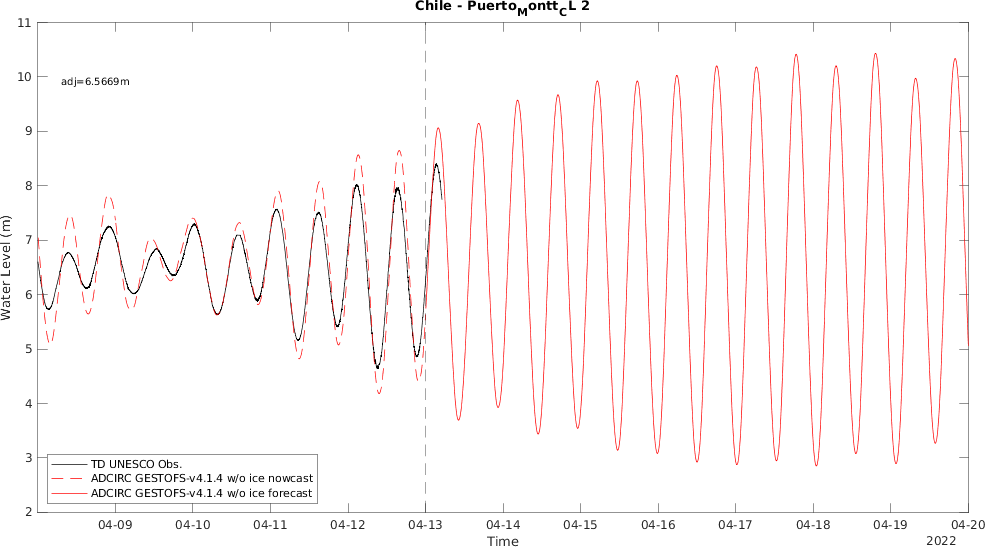 Chile - Puerto_Montt_CL 2
11
10
9
8
7
6
5
4
3
2
Water Level (m)
adj=6.5669m
TD UNESCO Obs.
ADCIRC GESTOFS-v4.1.4 w/o ice nowcast
ADCIRC GESTOFS-v4.1.4 w/o ice forecast
04-09 04-10 04-11 04-12 04-13 04-14 04-15 04-16 04-17 04-18 04-19 04-20
Time
2022